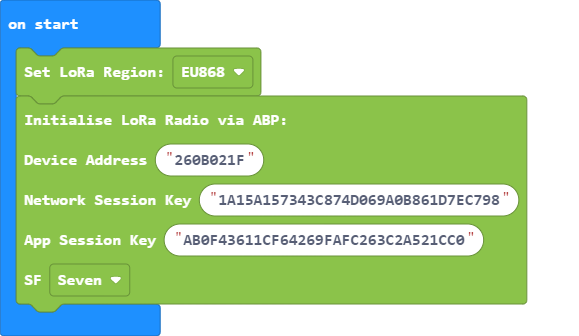 on start
Set LoRa Region: EU868
Initialise LoRa Radio via ABP:
Device Address "260B021F"
Network Session Key "1A15A157343C874D069A0B861D7EC798"
App Session Key "AB0F43611CF64269FAFC263C2A521CC0"
SF Seven